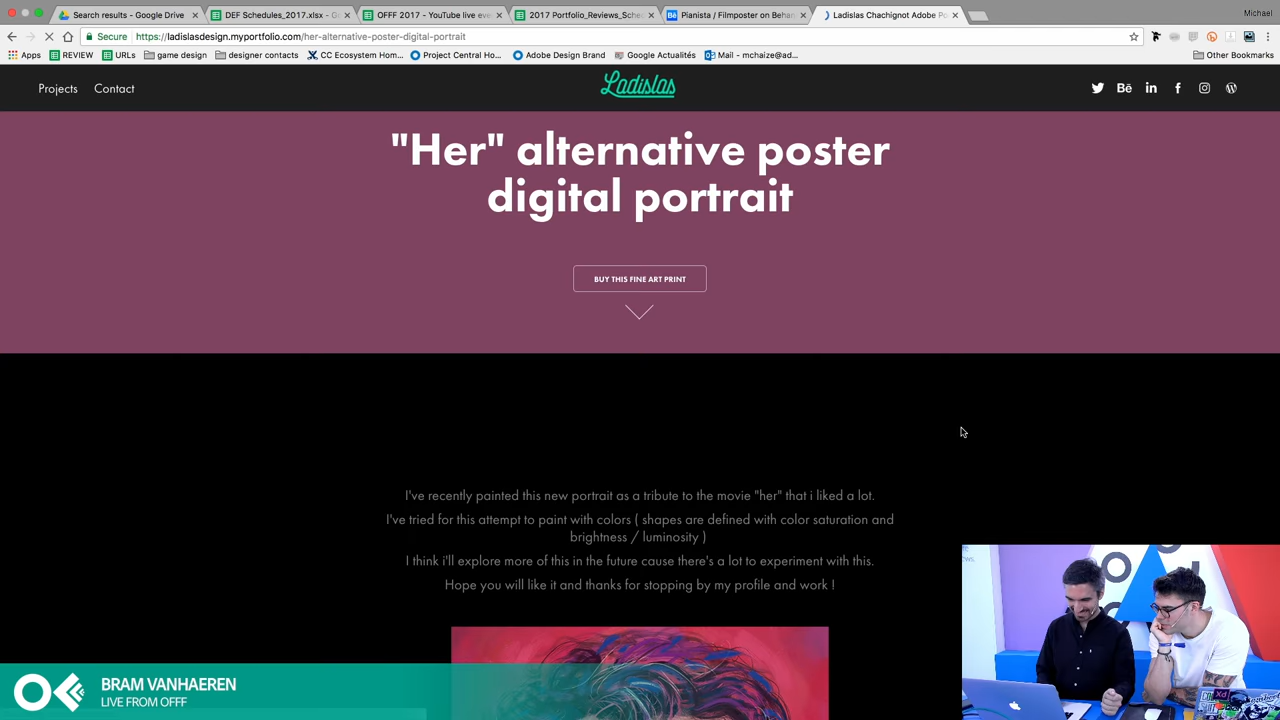 Search results - Google Drive
DEF Schedules_2017.xlsx - G
OFFF 2017 - YouTube live eve
2017 Portfolio_Reviews_Sche
Pianista / Filmposter on Behan
Ladislas Chachignot Adobe Po
Michael
Secure
https://ladislasdesign.myportfolio.com/her-alternative-poster-digital-portrait
Apps
REVIEW
URLs
game design
designer contacts
CC Ecosystem Hom...
Project Central Ho...
Adobe Design Brand
Google Actualités
Mail - mchaize@ad...
Other Bookmarks
Projects
Contact
Ladislas
Bē
in
f
"Her" alternative poster
digital portrait
BUY THIS FINE ART PRINT
I've recently painted this new portrait as a tribute to the movie "her" that i liked a lot.
I've tried for this attempt to paint with colors ( shapes are defined with color saturation and
brightness / luminosity )
I think i'll explore more of this in the future cause there's a lot to experiment with this.
Hope you will like it and thanks for stopping by my profile and work !
BRAM VANHAEREN
LIVE FROM OFFF
Xd